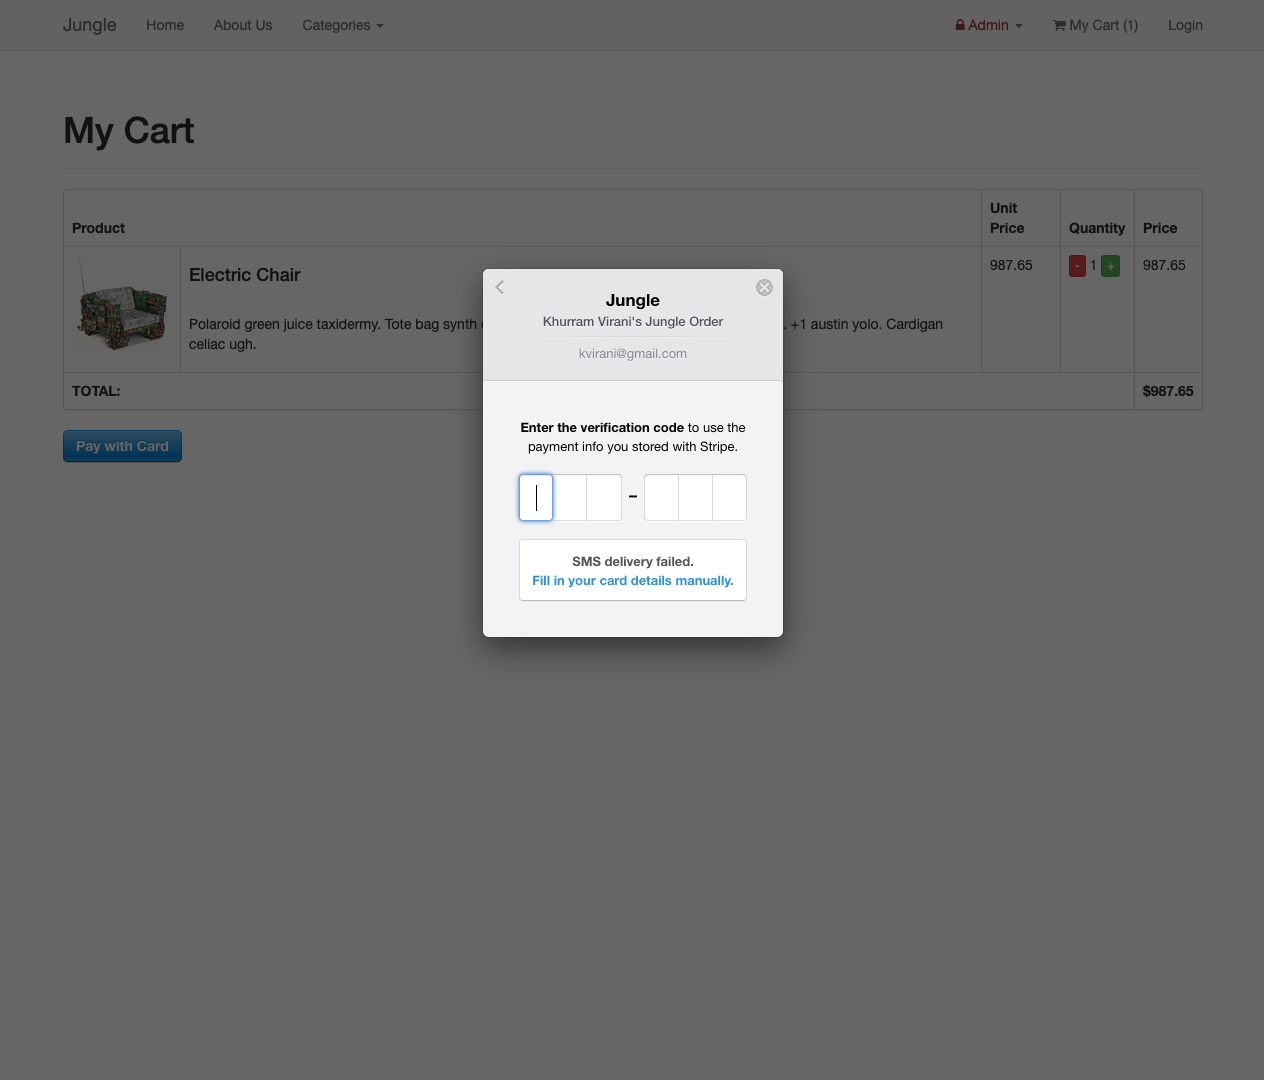 Jungle Home About Us Categories Admin My Cart (1) Login
My Cart
Product Unit Price Quantity Price
Electric Chair 987.65 - 1 + 987.65
Polaroid green juice taxidermy. Tote bag synth . +1 austin yolo. Cardigan
celiac ugh.
TOTAL: $987.65
Pay with Card
Jungle
Khurram Virani's Jungle Order
kvirani@gmail.com
Enter the verification code to use the
payment info you stored with Stripe.
–
SMS delivery failed.
Fill in your card details manually.